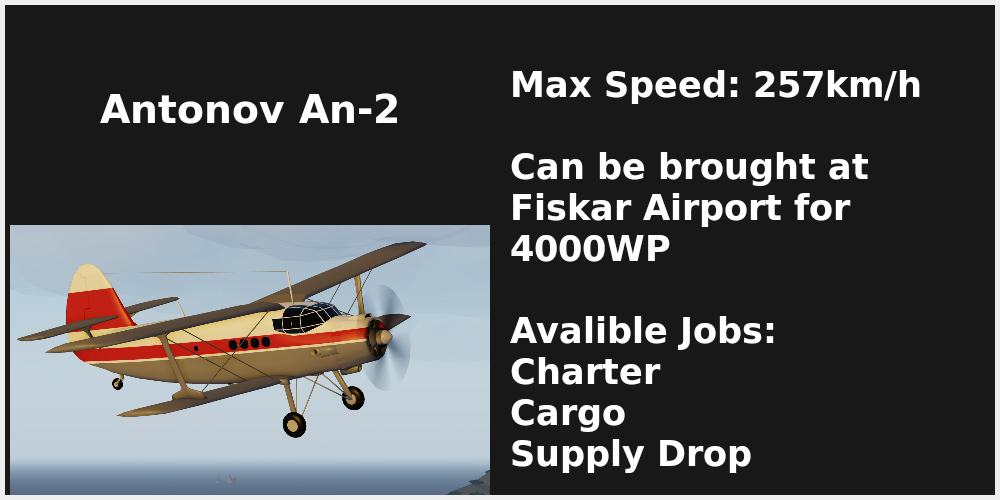 Antonov An-2
Max Speed: 257km/h
Can be brought at
Fiskar Airport for
4000WP
Avalible Jobs:
Charter
Cargo
Supply Drop